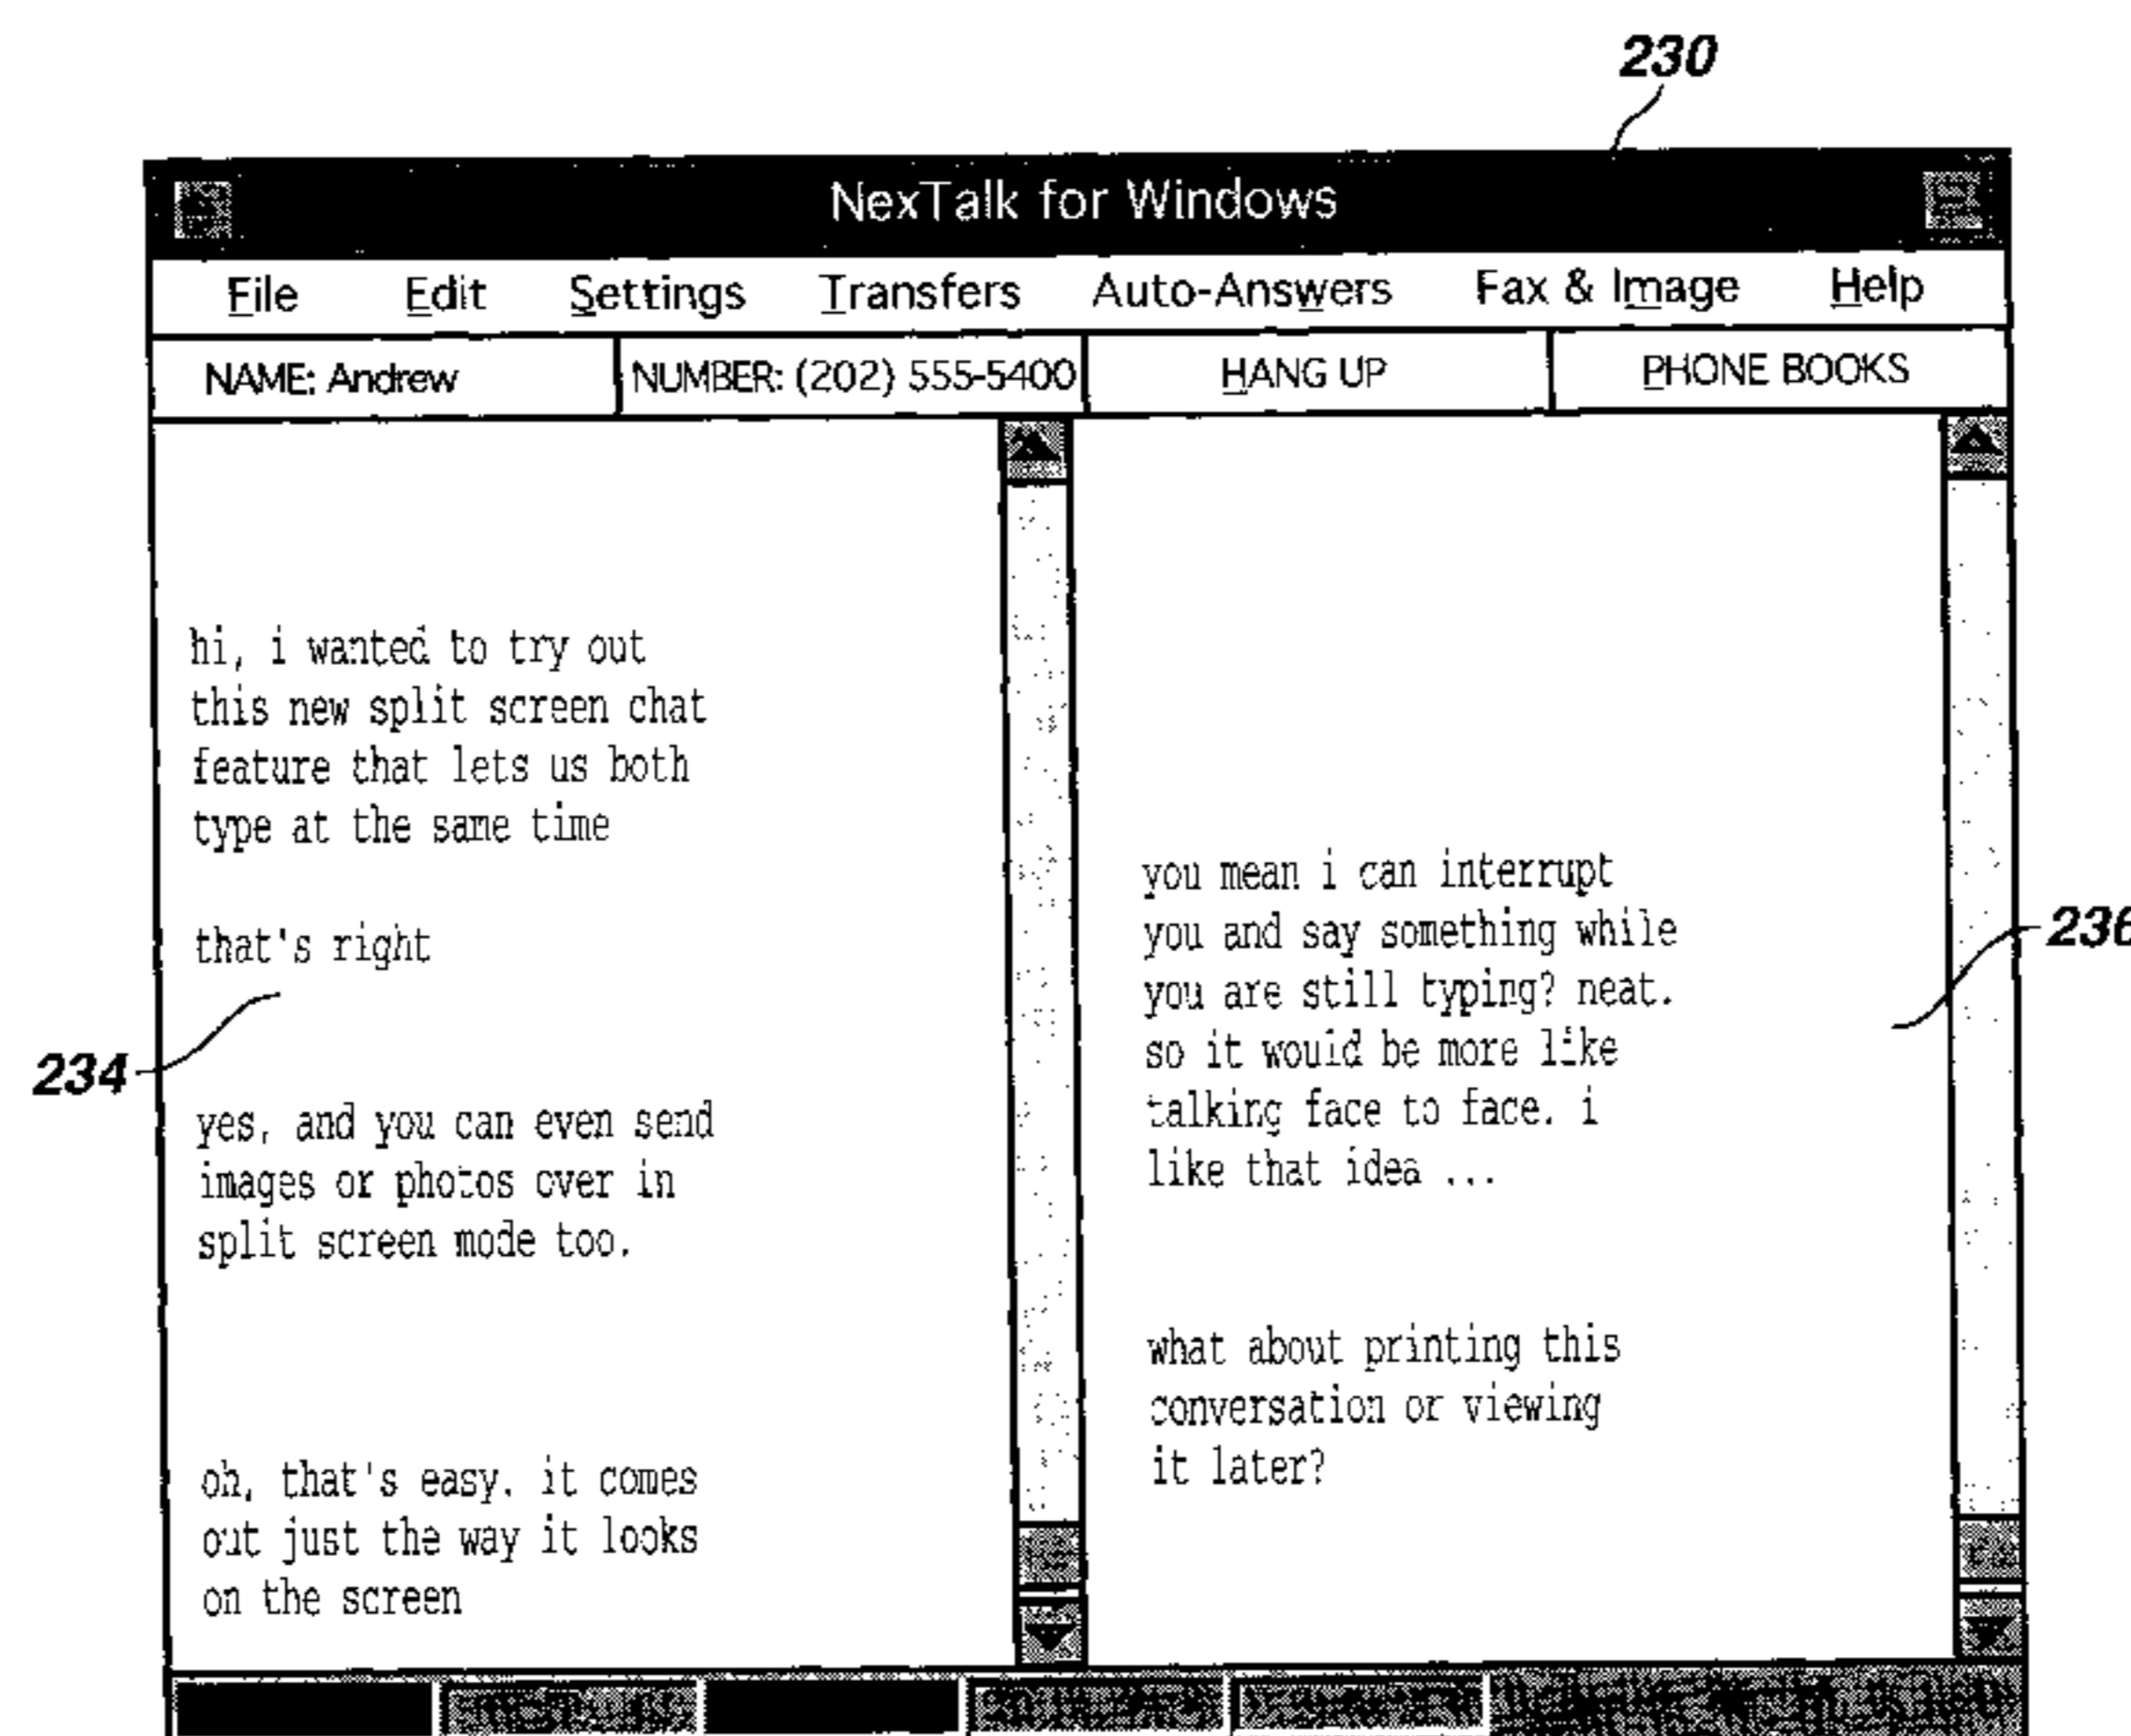 230
NexTalk for Windows
File Edit Settings Transfers Auto-Answers Fax & Image Help
NAME: Andrew NUMBER: (202) 555-5400 HANG UP PHONE BOOKS
hi, i wanted to try out
this new split screen chat
feature that lets us both
type at the same time
that's right
234
yes, and you can even send
images or photos over in
split screen mode too.
oh, that's easy. it comes
out just the way it looks
on the screen
you mean i can interrupt
you and say something while
you are still typing? neat.
so it would be more like
talking face to face. i
like that idea ...
236
what about printing this
conversation or viewing
it later?